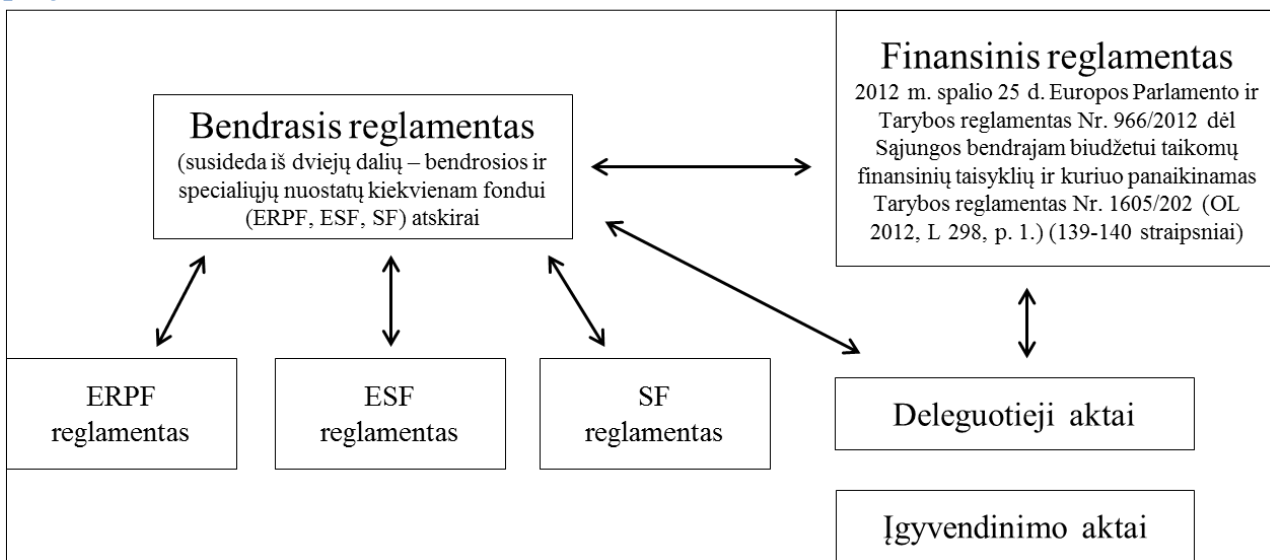 Finansinis reglamentas
2012 m. spalio 25 d. Europos Parlamento ir
Tarybos reglamentas Nr. 966/2012 dėl
Sąjungos bendrajam biudžetui taikomų
finansinių taisyklių ir kuriuo panaikinamas
Tarybos reglamentas Nr. 1605/202 (OL
2012, L 298, p. 1.) (139-140 straipsniai)
Bendrasis reglamentas
(susideda iš dviejų dalių – bendrosios ir
specialiųjų nuostatų kiekvienam fondui
(ERPF, ESF, SF) atskirai
ERPF
reglamentas
ESF
reglamentas
SF
reglamentas
Deleguotieji aktai
Įgyvendinimo aktai